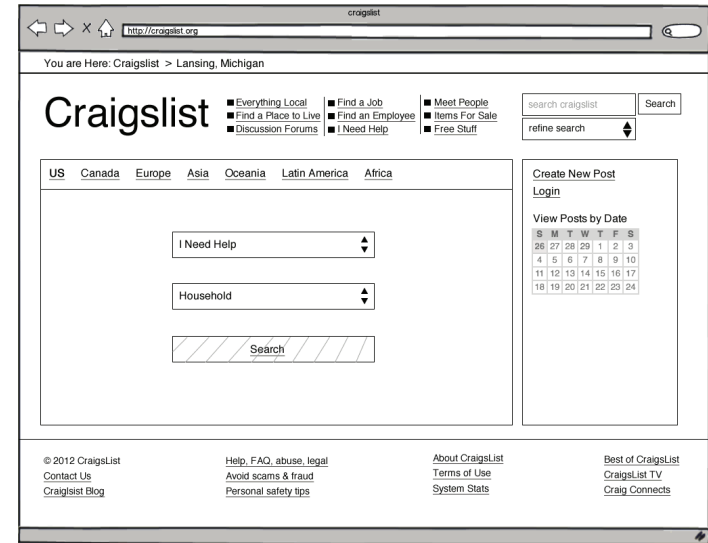 craigslist
http://craigslist.org
You are Here: Craigslist > Lansing, Michigan
Craigslist
Everything Local
Find a Place to Live
Discussion Forums
Find a Job
Find an Employee
I Need Help
Meet People
Items For Sale
Free Stuff
search craigslist
Search
refine search
US Canada Europe Asia Oceania Latin America Africa
I Need Help
Household
Search
Create New Post
Login
View Posts by Date
S M T W T F S
26 27 28 29 1 2 3
4 5 6 7 8 9 10
11 12 13 14 15 16 17
18 19 20 21 22 23 24
© 2012 CraigsList
Contact Us
Craiglsist Blog
Help, FAQ, abuse, legal
Avoid scams & fraud
Personal safety tips
About CraigsList
Terms of Use
System Stats
Best of CraigsList
CraigsList TV
Craig Connects